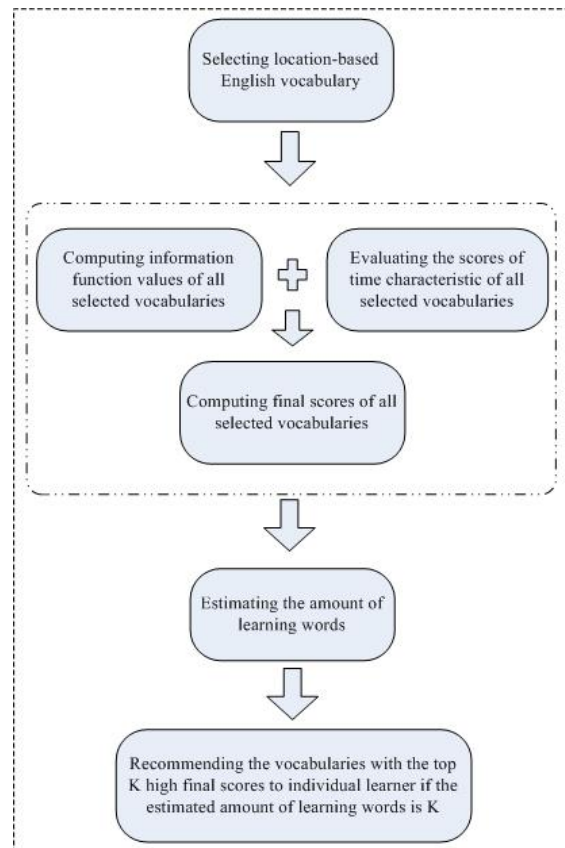 Selecting location-based
English vocabulary
Computing information
function values of all
selected vocabularies
Evaluating the scores of
time characteristic of all
selected vocabularies
Computing final scores of all
selected vocabularies
Estimating the amount of
learning words
Recommending the vocabularies with the top
K high final scores to individual learner if the
estimated amount of learning words is K